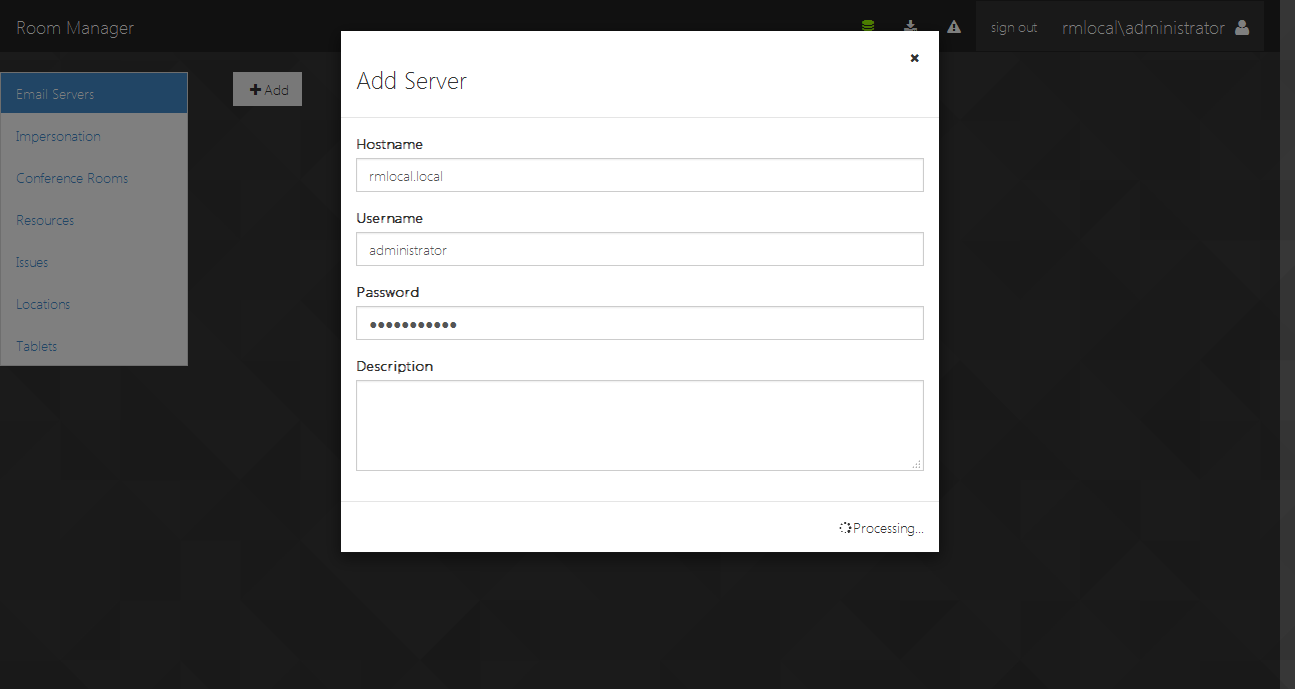 Room Manager
sign out
rmlocal\administrator
Email Servers
Impersonation
Conference Rooms
Resources
Issues
Locations
Tablets
Add
Add Server
Hostname
rmlocal.local
Username
administrator
Password
•••••••••••
Description
Processing...